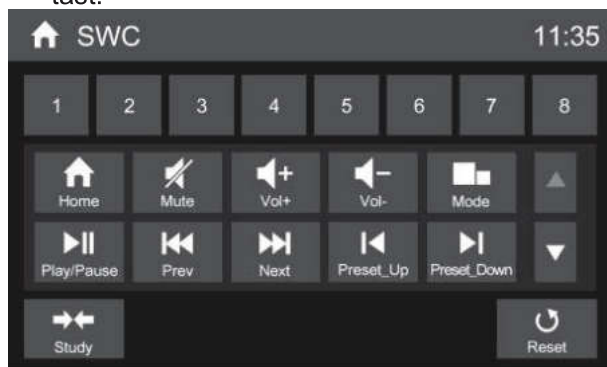 tast.
SWC 11:35
1 2 3 4 5 6 7 8
Home Mute Vol+ Vol- Mode
Play/Pause Prev Next Preset_Up Preset_Down
Study Reset